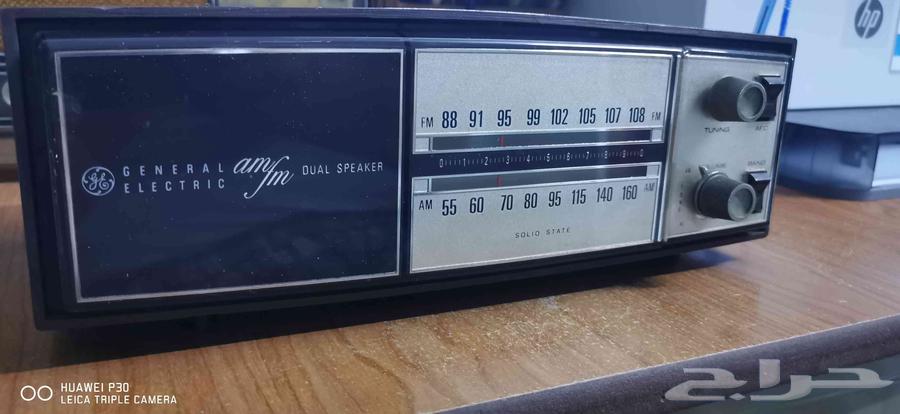 GENERAL
ELECTRIC
am/fm
DUAL SPEAKER
FM 88 91 95 99 102 105 107 108 FM
0 1 2 3 4 5 6 7 8 9 0
AM 55 60 70 80 95 115 140 160 AM
SOLID STATE
TUNING
AFC
VOLUME
BAND
hp
HUAWEI P30
LEICA TRIPLE CAMERA
حراج